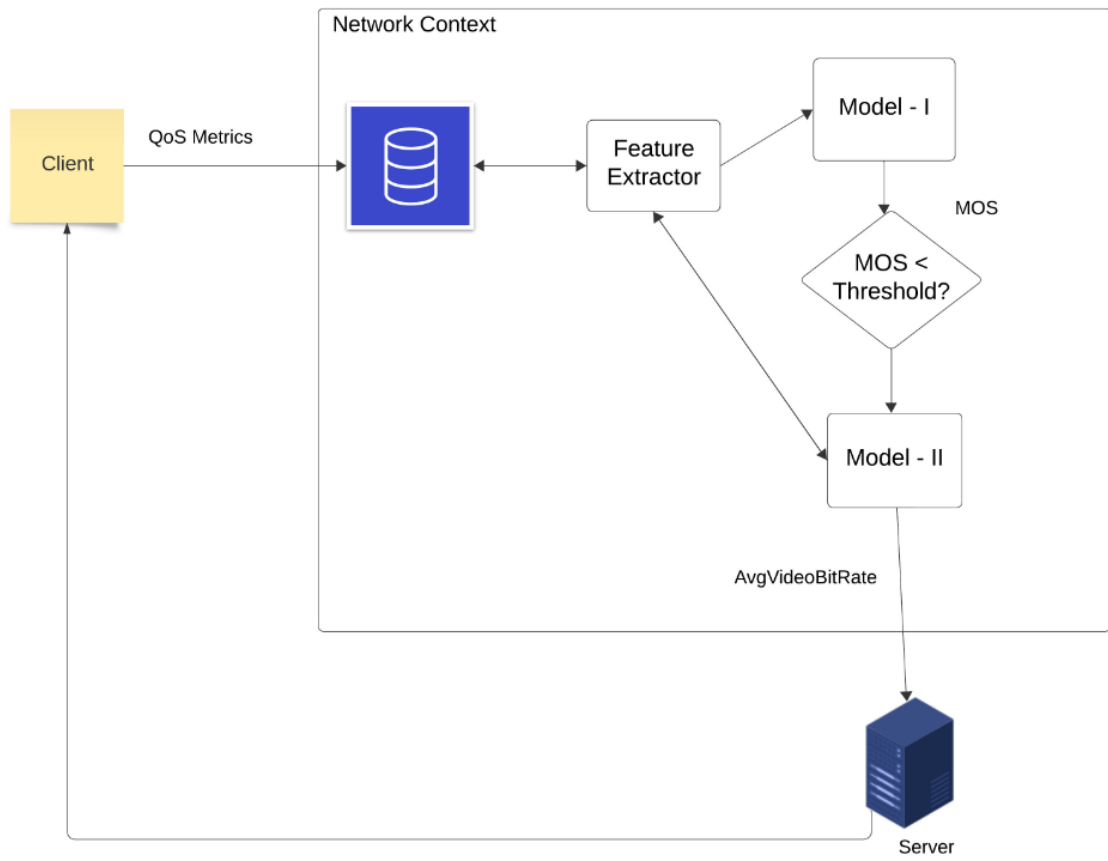 Network Context
Client
QoS Metrics
Feature
Extractor
Model - I
MOS
MOS <
Threshold?
Model - II
AvgVideoBitRate
Server